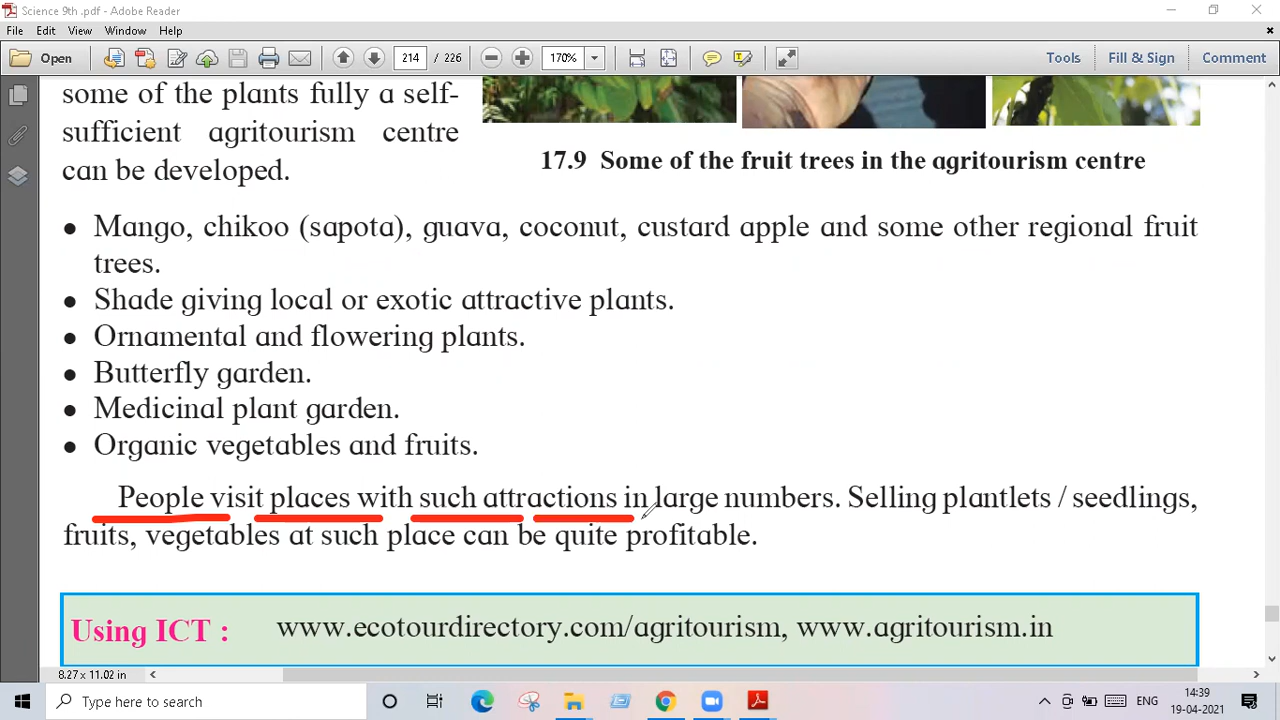 Science 9th .pdf - Adobe Reader
File Edit View Window Help
Open 214 / 226 170% Tools Fill & Sign Comment
some of the plants fully a self-
sufficient agritourism centre
can be developed.
17.9 Some of the fruit trees in the agritourism centre
● Mango, chikoo (sapota), guava, coconut, custard apple and some other regional fruit
trees.
● Shade giving local or exotic attractive plants.
● Ornamental and flowering plants.
● Butterfly garden.
● Medicinal plant garden.
● Organic vegetables and fruits.
People visit places with such attractions in large numbers. Selling plantlets / seedlings,
fruits, vegetables at such place can be quite profitable.
Using ICT : www.ecotourdirectory.com/agritourism, www.agritourism.in
8.27 x 11.02 in
Type here to search
ENG
14:39
19-04-2021